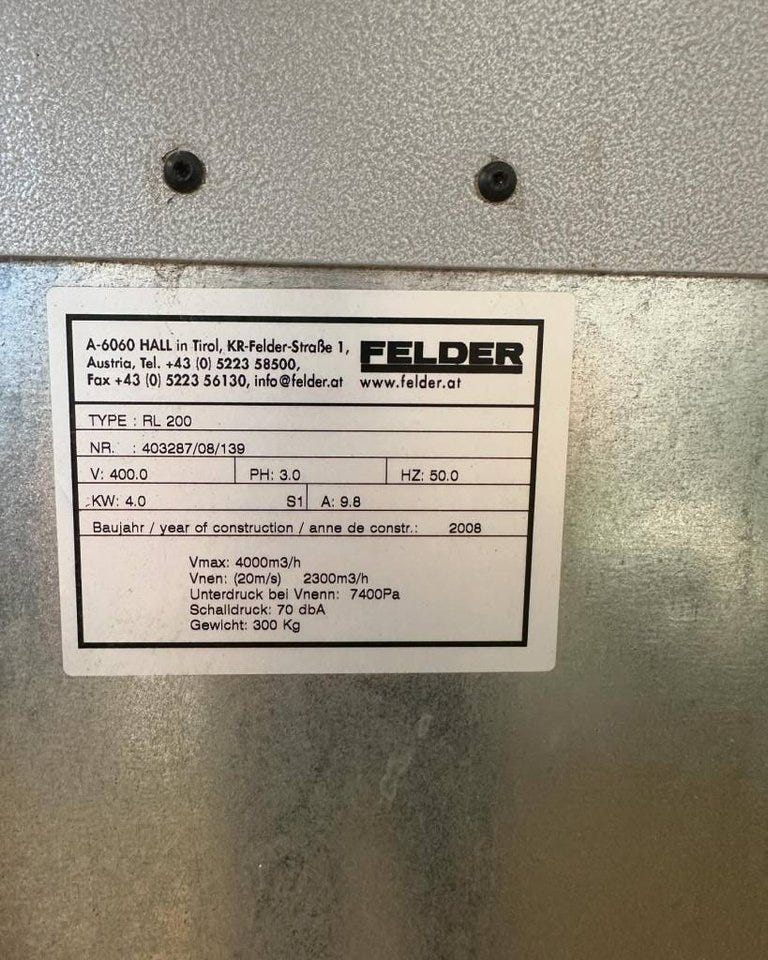 A-6060 HALL in Tirol, KR-Felder-Straße 1,
Austria, Tel. +43 (0) 5223 58500,
Fax +43 (0) 5223 56130, info@felder.at
FELDER
www.felder.at
TYPE : RL 200
NR. : 403287/08/139
V: 400.0 PH: 3.0 HZ: 50.0
KW: 4.0 S1 A: 9.8
Baujahr / year of construction / anne de constr.: 2008
Vmax: 4000m3/h
Vnen: (20m/s) 2300m3/h
Unterdruck bei Vnenn: 7400Pa
Schalldruck: 70 dbA
Gewicht: 300 Kg